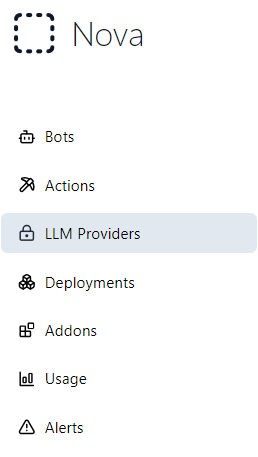 Nova
Bots
Actions
LLM Providers
Deployments
Addons
Usage
Alerts